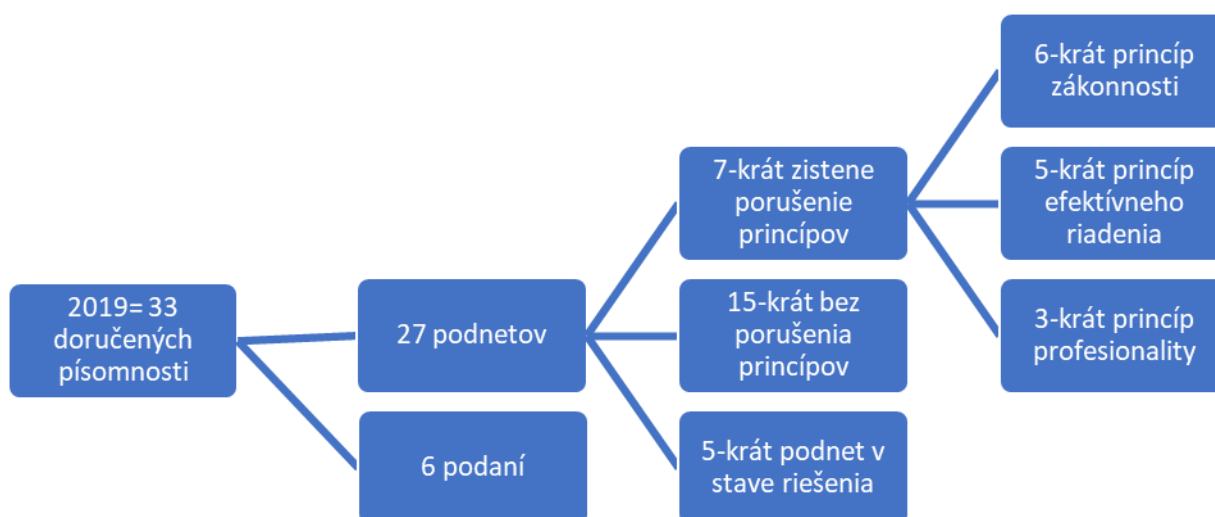 2019= 33
doručených
písomnosti
27 podnetov
6 podaní
7-krát zistene
porušenie
princípov
15-krát bez
porušenia
princípov
5-krát podnet v
stave riešenia
6-krát princíp
zákonnosti
5-krát princíp
efektívneho
riadenia
3-krát princíp
profesionality